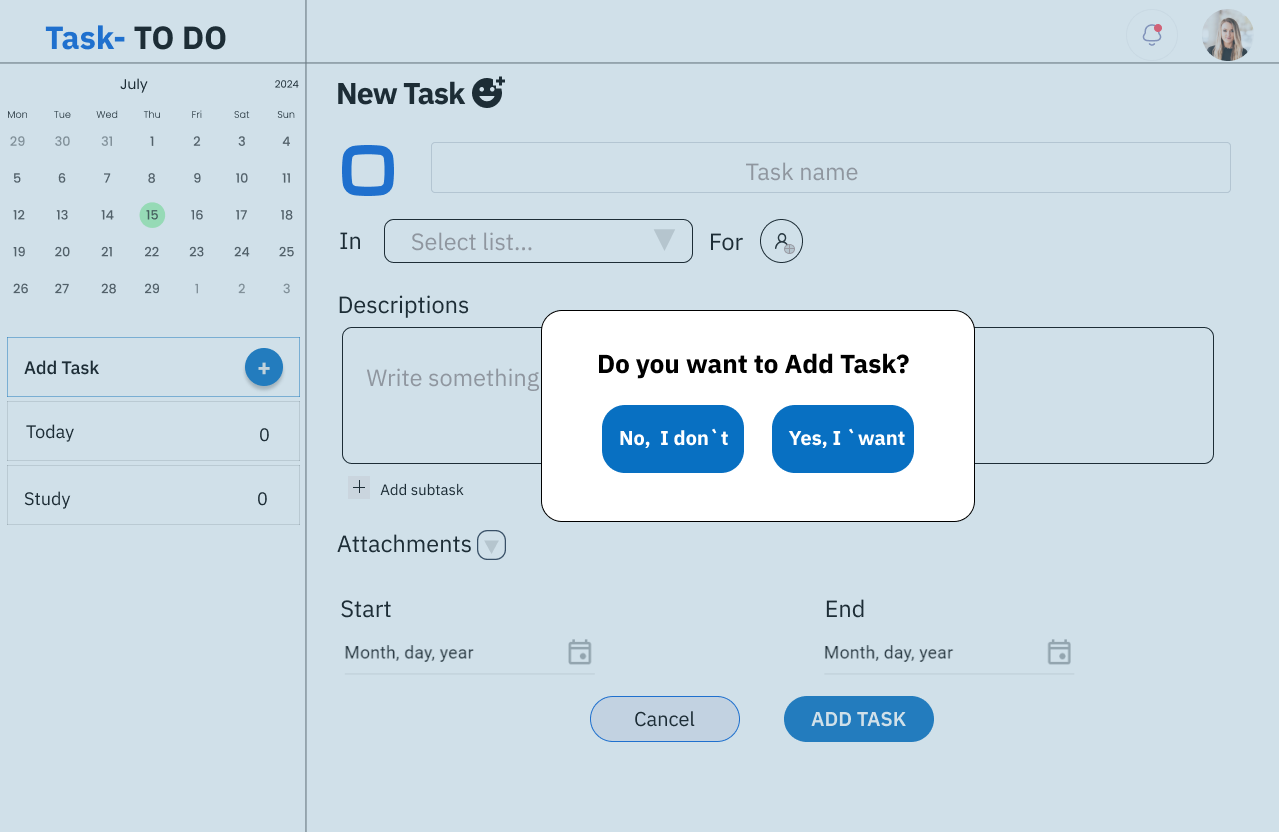 Task- TO DO
July 2024
Mon Tue Wed Thu Fri Sat Sun
29 30 31 1 2 3 4
5 6 7 8 9 10 11
12 13 14 15 16 17 18
19 20 21 22 23 24 25
26 27 28 29 1 2 3
Add Task +
Today 0
Study 0
New Task
Task name
In Select list... For
Descriptions
Write something
Do you want to Add Task?
No, I don`t Yes, I `want
+ Add subtask
Attachments
Start End
Month, day, year Month, day, year
Cancel ADD TASK